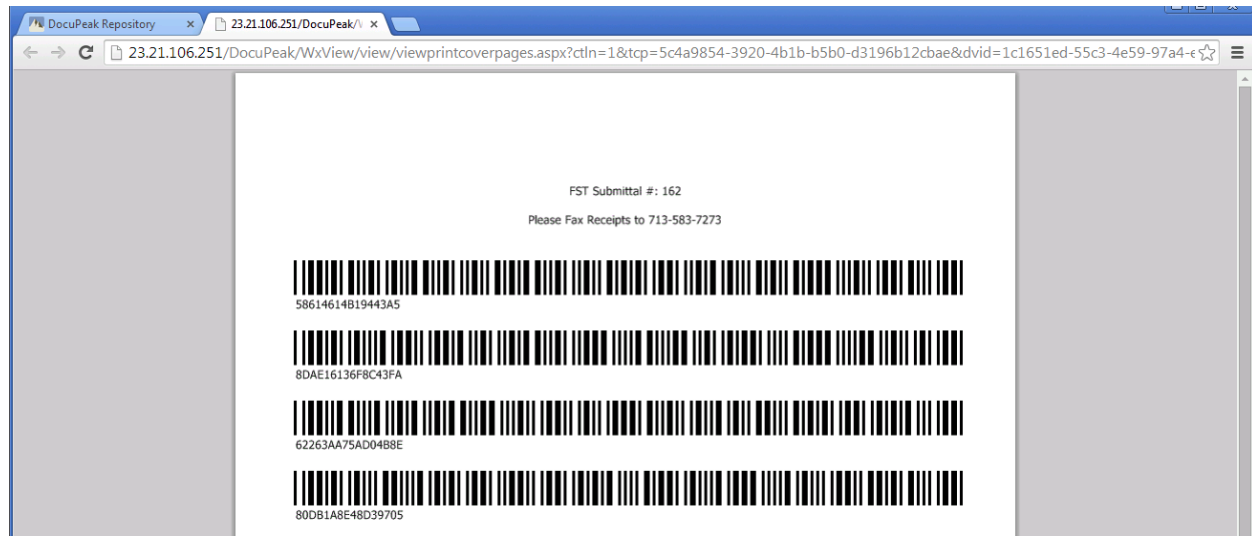 DocuPeak Repository
23.21.106.251/DocuPeak/
23.21.106.251/DocuPeak/WxView/view/viewprintcoverpages.aspx?ctln=1&tcp=5c4a9854-3920-4b1b-b5b0-d3196b12cbae&dvid=1c1651ed-55c3-4e59-97a4-e
FST Submittal #: 162
Please Fax Receipts to 713-583-7273
58614614B19443A5
8DAE16136F8C43FA
62263AA75AD04B8E
80DB1A8E48D39705